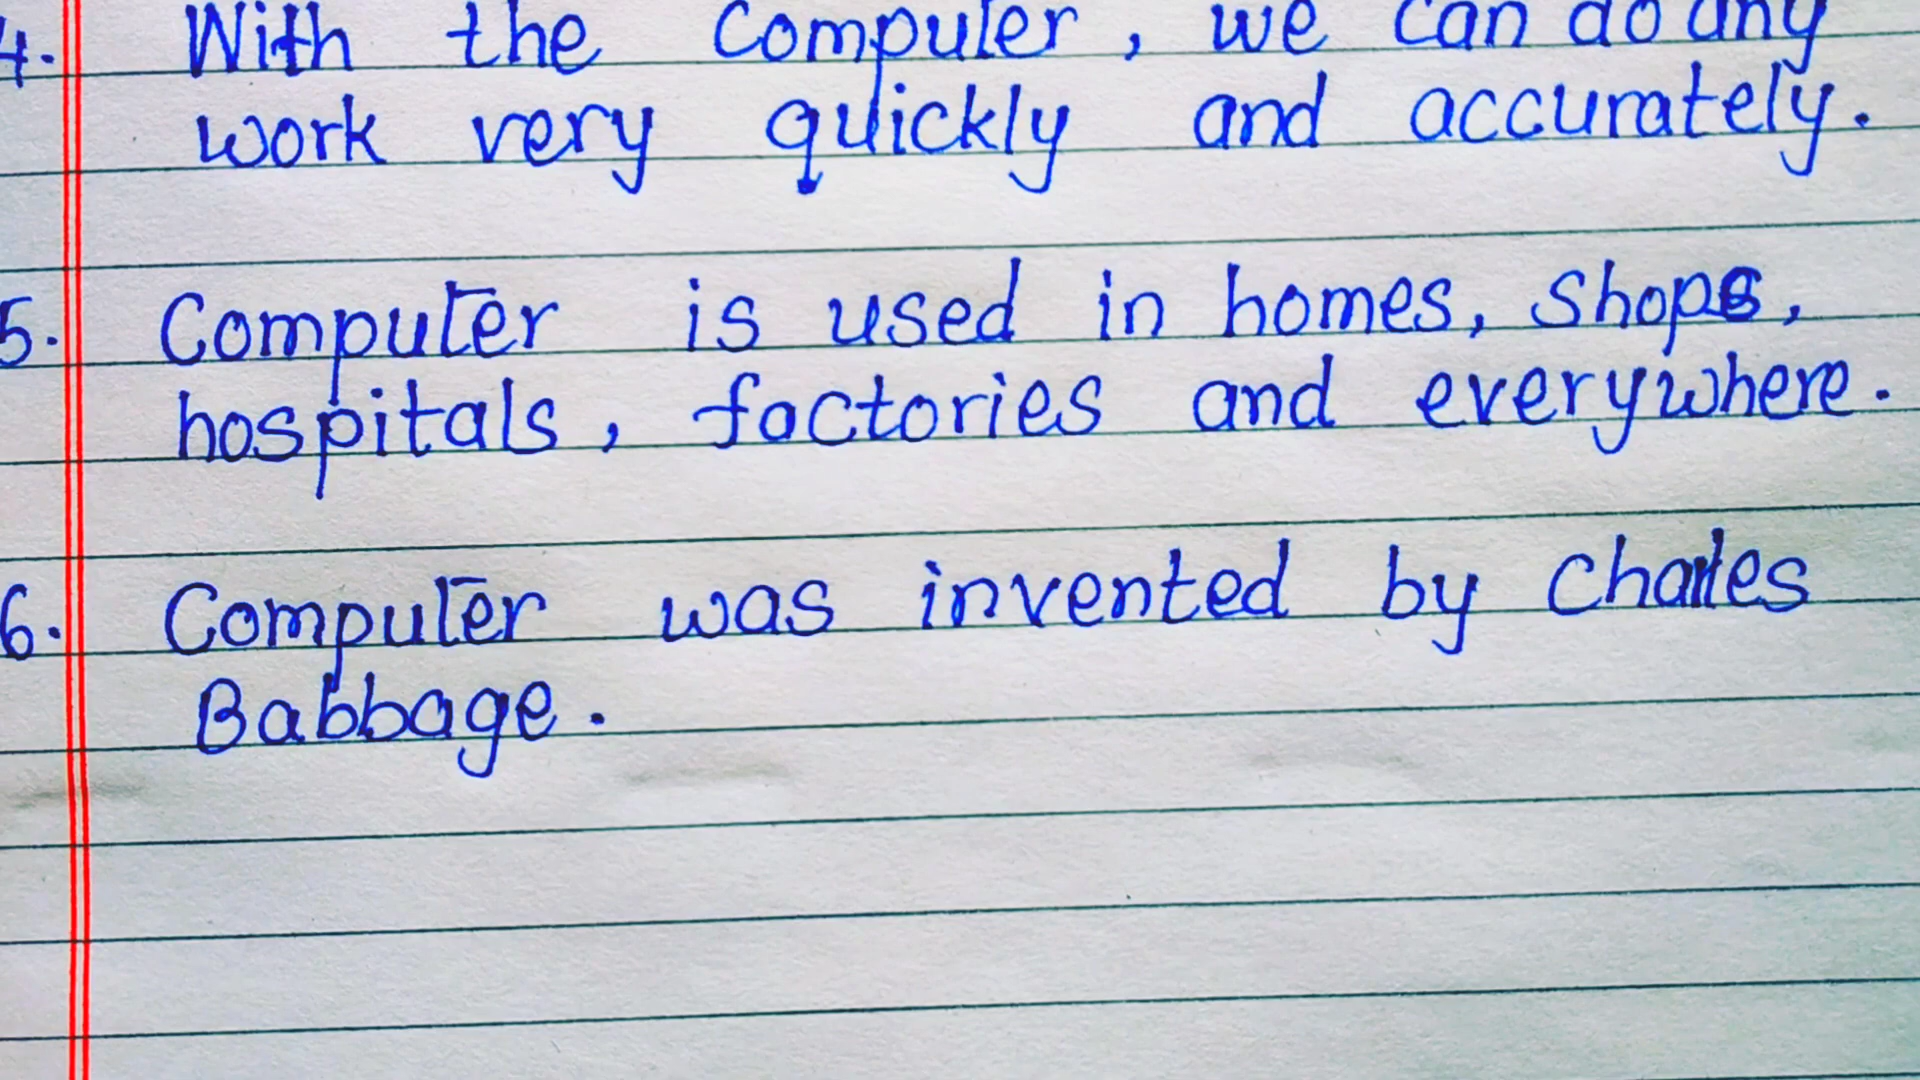 4. With the Computer, we can do any
work very quickly and accurately.
5. Computer is used in homes, Shops,
hospitals, factories and everywhere.
6. Computer was invented by Charles
Babbage.